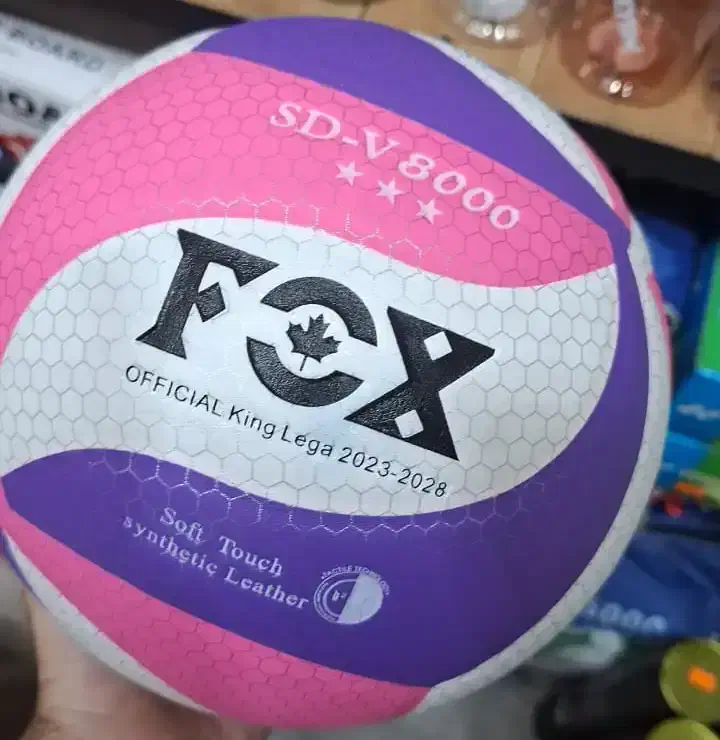 SD-V8000
FOX
OFFICIAL King Lega 2023-2028
Soft Touch
synthetic Leather